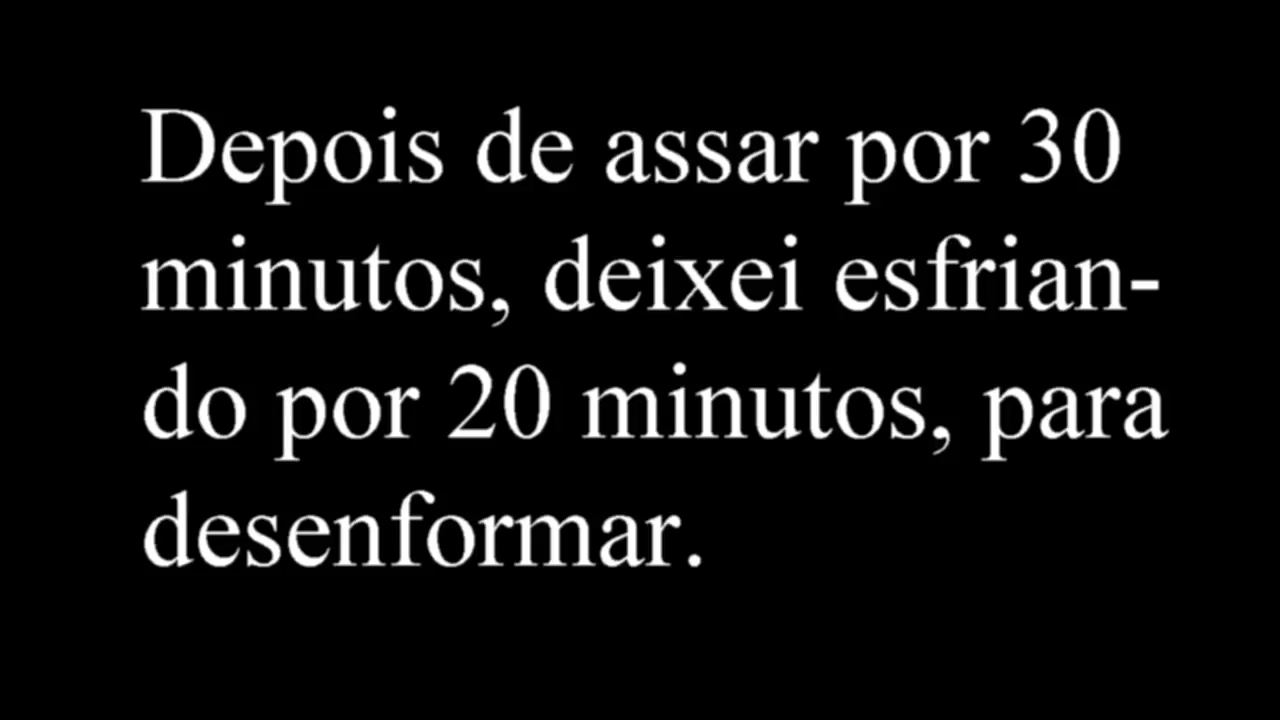 Depois de assar por 30
minutos, deixei esfrian-
do por 20 minutos, para
desenformar.